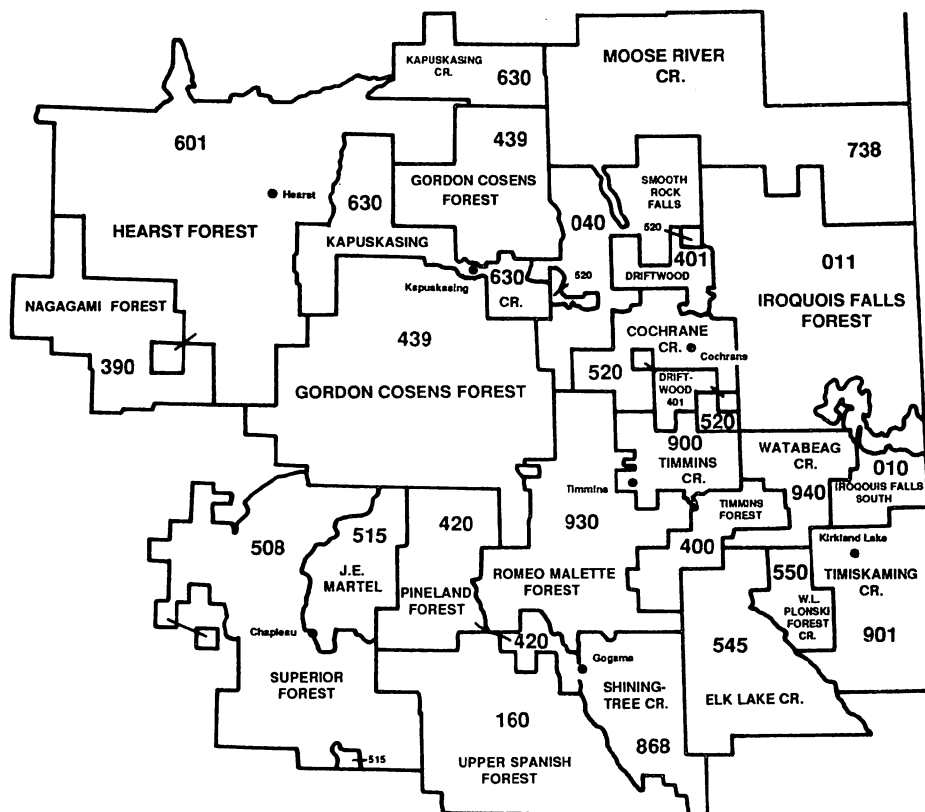 KAPUSKASING
CR.
630
MOOSE RIVER
CR.
601
439
738
Hearst
630
GORDON COSENS
FOREST
SMOOTH
ROCK
FALLS
040
HEARST FOREST
KAPUSKASING
520
401
011
Kapuskasing
630
CR.
520
DRIFTWOOD
NAGAGAMI FOREST
IROQUOIS FALLS
FOREST
439
COCHRANE
CR.
Cochrane
390
520
DRIFT-
WOOD
401
GORDON COSENS FOREST
520
900
TIMMINS
CR.
WATABEAG
CR.
010
IROQOUIS FALLS
SOUTH
Timmins
940
420
930
TIMMINS
FOREST
508
515
400
Kirkland Lake
J.E.
MARTEL
PINELAND
FOREST
ROMEO MALETTE
FOREST
550
TIMISKAMING
CR.
W.L.
PLONSKI
FOREST
CR.
Chapleau
420
545
901
Gogama
SUPERIOR
FOREST
SHINING-
TREE CR.
ELK LAKE CR.
160
868
515
UPPER SPANISH
FOREST